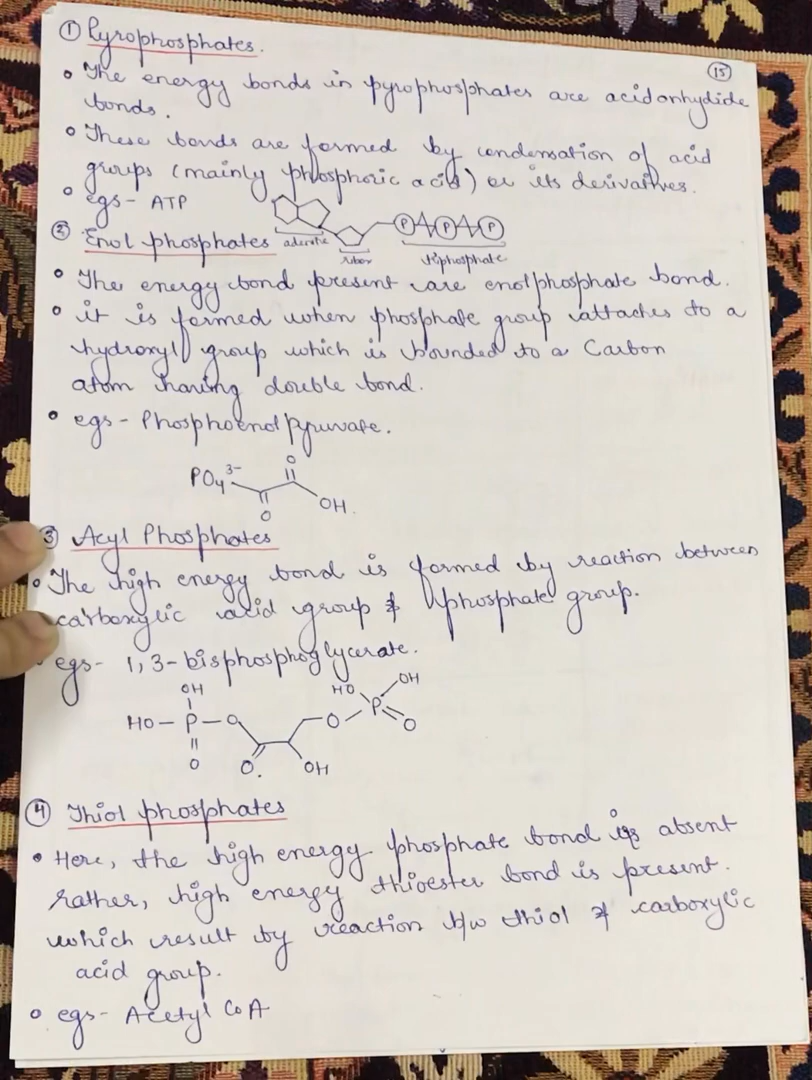 ① Pyrophosphates.
⑮
• The energy bonds in pyrophosphates are acidanhydide
bonds.
• These bonds are formed by condensation of acid
groups (mainly phosphoric acid) or its derivatives.
• egs - ATP
adenine
ribose
triphosphate
P P P
② Enol phosphates
• The energy bond present are enolphosphate bond.
• it is formed when phosphate group attaches to a
hydroxyl group which is bounded to a Carbon
atom having double bond.
• egs - Phosphoenol pyruvate.
PO₄³⁻ O O OH
③ Acyl Phosphates
• The high energy bond is formed by reaction between
carboxylic acid group & phosphate group.
• egs - 1,3-bisphosphoglycerate.
OH HO OH
HO - P - O O - P = O
O O. OH
④ Thiol phosphates
• Here, the high energy phosphate bond is absent
rather, high energy thioester bond is present.
which result by reaction b/w thiol & carboxylic
acid group.
• egs - Acetyl CoA